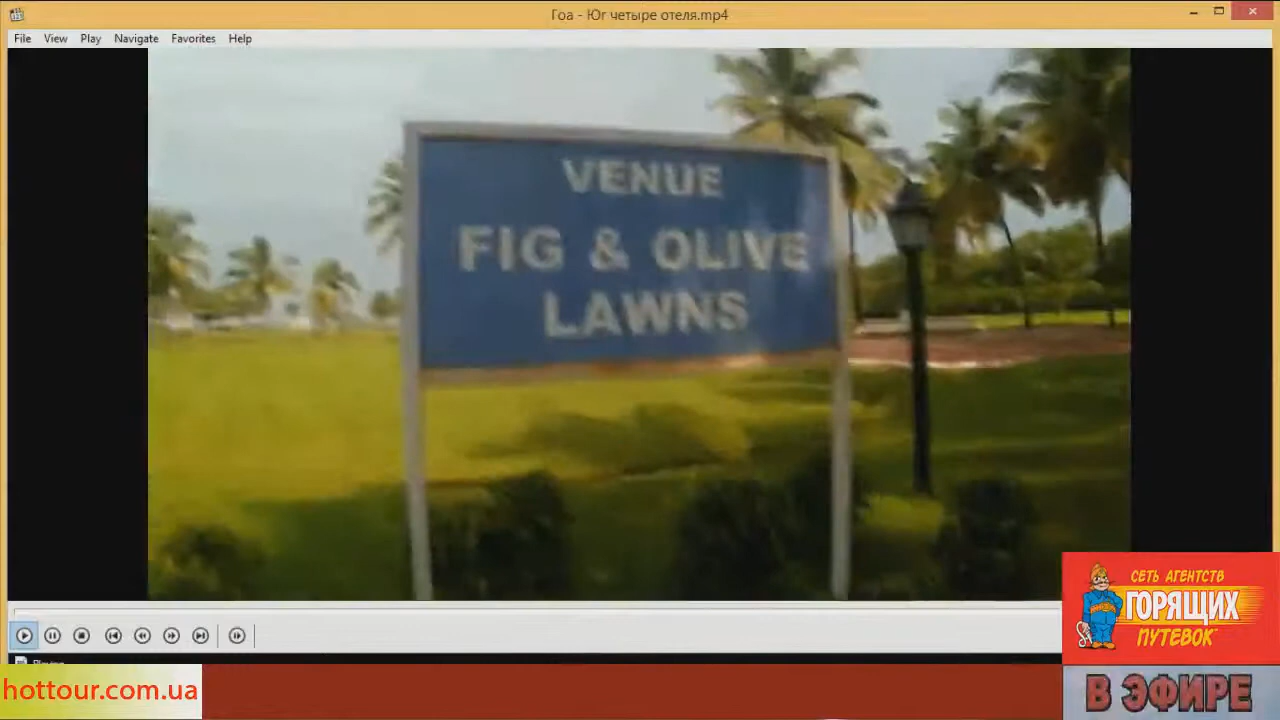 Гоа - Юг четыре отеля.mp4
File View Play Navigate Favorites Help
VENUE
FIG & OLIVE
LAWNS
СЕТЬ АГЕНТСТВ
ГОРЯЩИХ
ПУТЕВОК
hottour.com.ua
В ЭФИРЕ